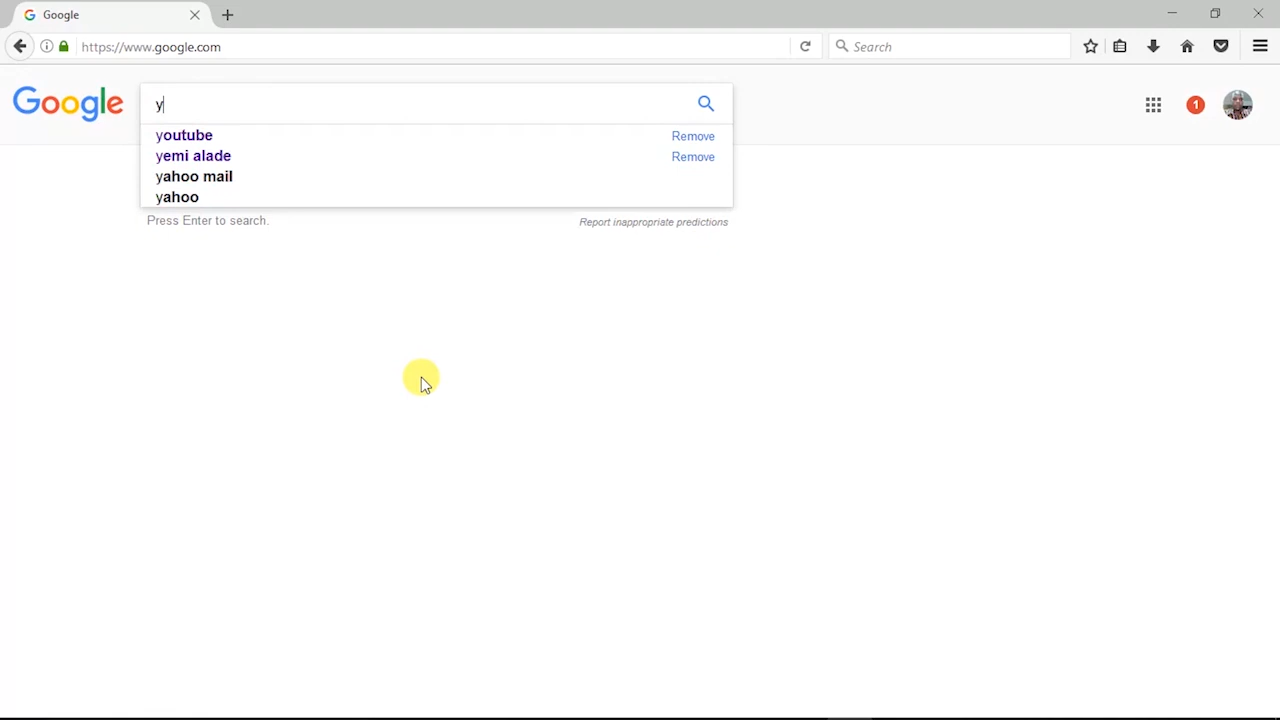 Google
https://www.google.com
Search
Google
y
youtube Remove
yemi alade Remove
yahoo mail
yahoo
Press Enter to search. Report inappropriate predictions
1